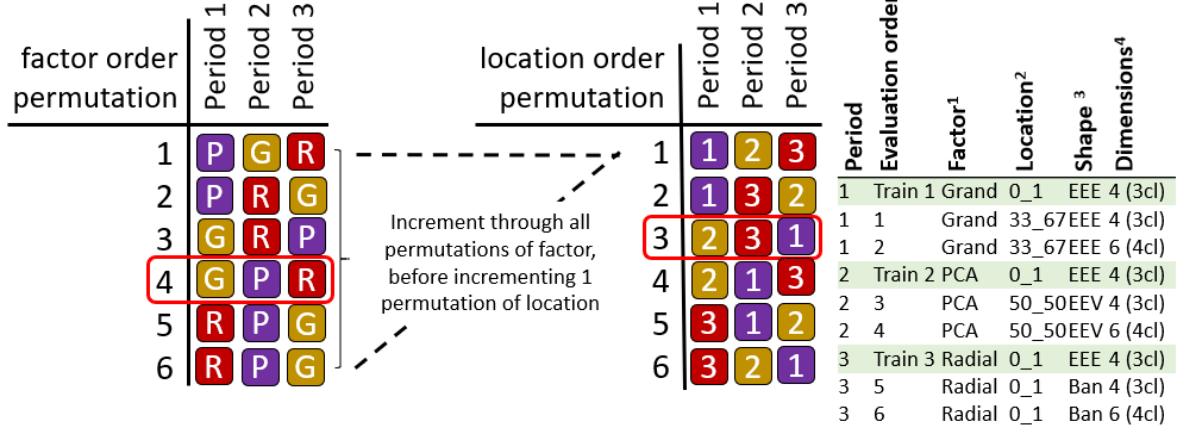 factor order
permutation
Period 1
Period 2
Period 3
1 P G R
2 P R G
3 G R P
4 G P R
5 R P G
6 R P G
Increment through all
permutations of factor,
before incrementing 1
permutation of location
location order
permutation
Period 1
Period 2
Period 3
1 1 2 3
2 1 3 2
3 2 3 1
4 2 1 3
5 3 1 2
6 3 2 1
Period
Evaluation order
Factor¹
Location²
Shape ³
Dimensions⁴
1 Train 1 Grand 0_1 EEE 4 (3cl)
1 1 Grand 33_67 EEE 4 (3cl)
1 2 Grand 33_67 EEE 6 (4cl)
2 Train 2 PCA 0_1 EEE 4 (3cl)
2 3 PCA 50_50 EEV 4 (3cl)
2 4 PCA 50_50 EEV 6 (4cl)
3 Train 3 Radial 0_1 EEE 4 (3cl)
3 5 Radial 0_1 Ban 4 (3cl)
3 6 Radial 0_1 Ban 6 (4cl)